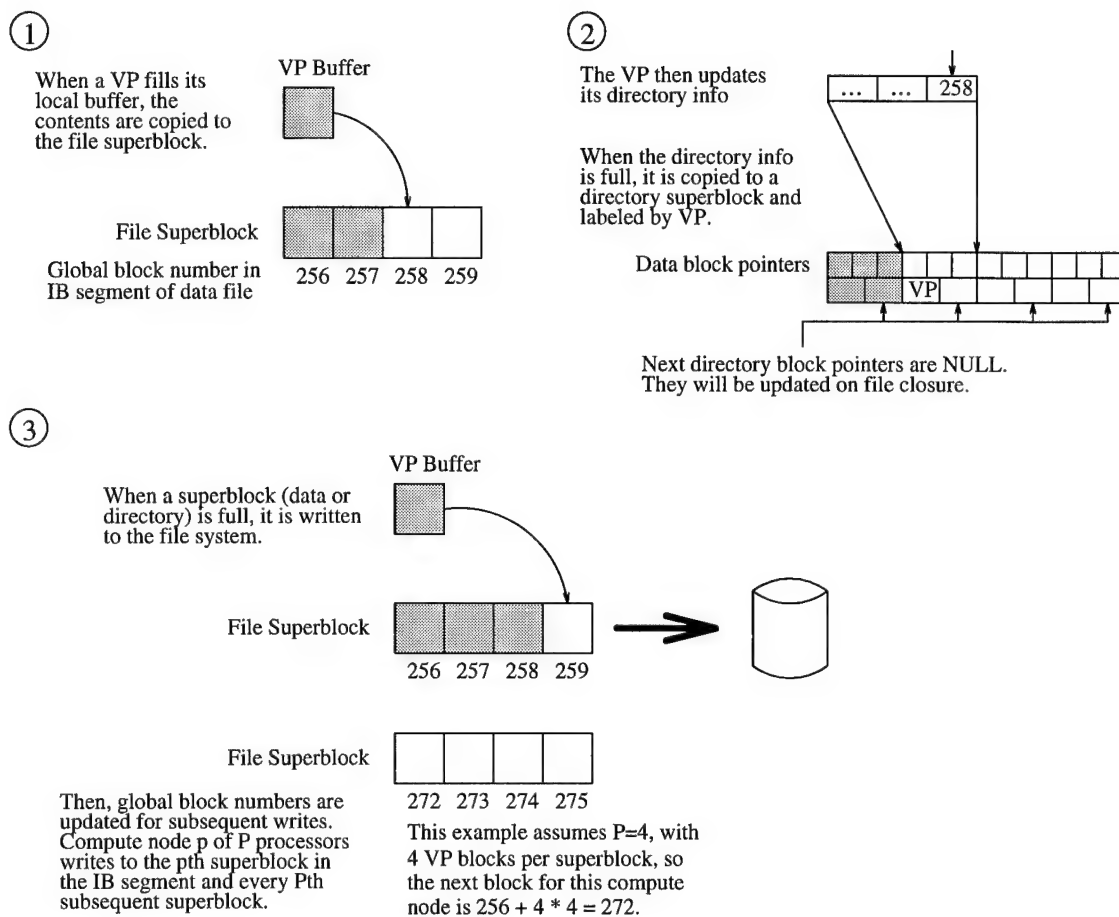 1
When a VP fills its
local buffer, the
contents are copied to
the file superblock.
VP Buffer
File Superblock
256 257 258 259
Global block number in
IB segment of data file
2
The VP then updates
its directory info
... ... 258
When the directory info
is full, it is copied to a
directory superblock and
labeled by VP.
Data block pointers
VP
Next directory block pointers are NULL.
They will be updated on file closure.
3
VP Buffer
When a superblock (data or
directory) is full, it is written
to the file system.
File Superblock
256 257 258 259
File Superblock
272 273 274 275
Then, global block numbers are
updated for subsequent writes.
Compute node p of P processors
writes to the pth superblock in
the IB segment and every Pth
subsequent superblock.
This example assumes P=4, with
4 VP blocks per superblock, so
the next block for this compute
node is 256 + 4 * 4 = 272.